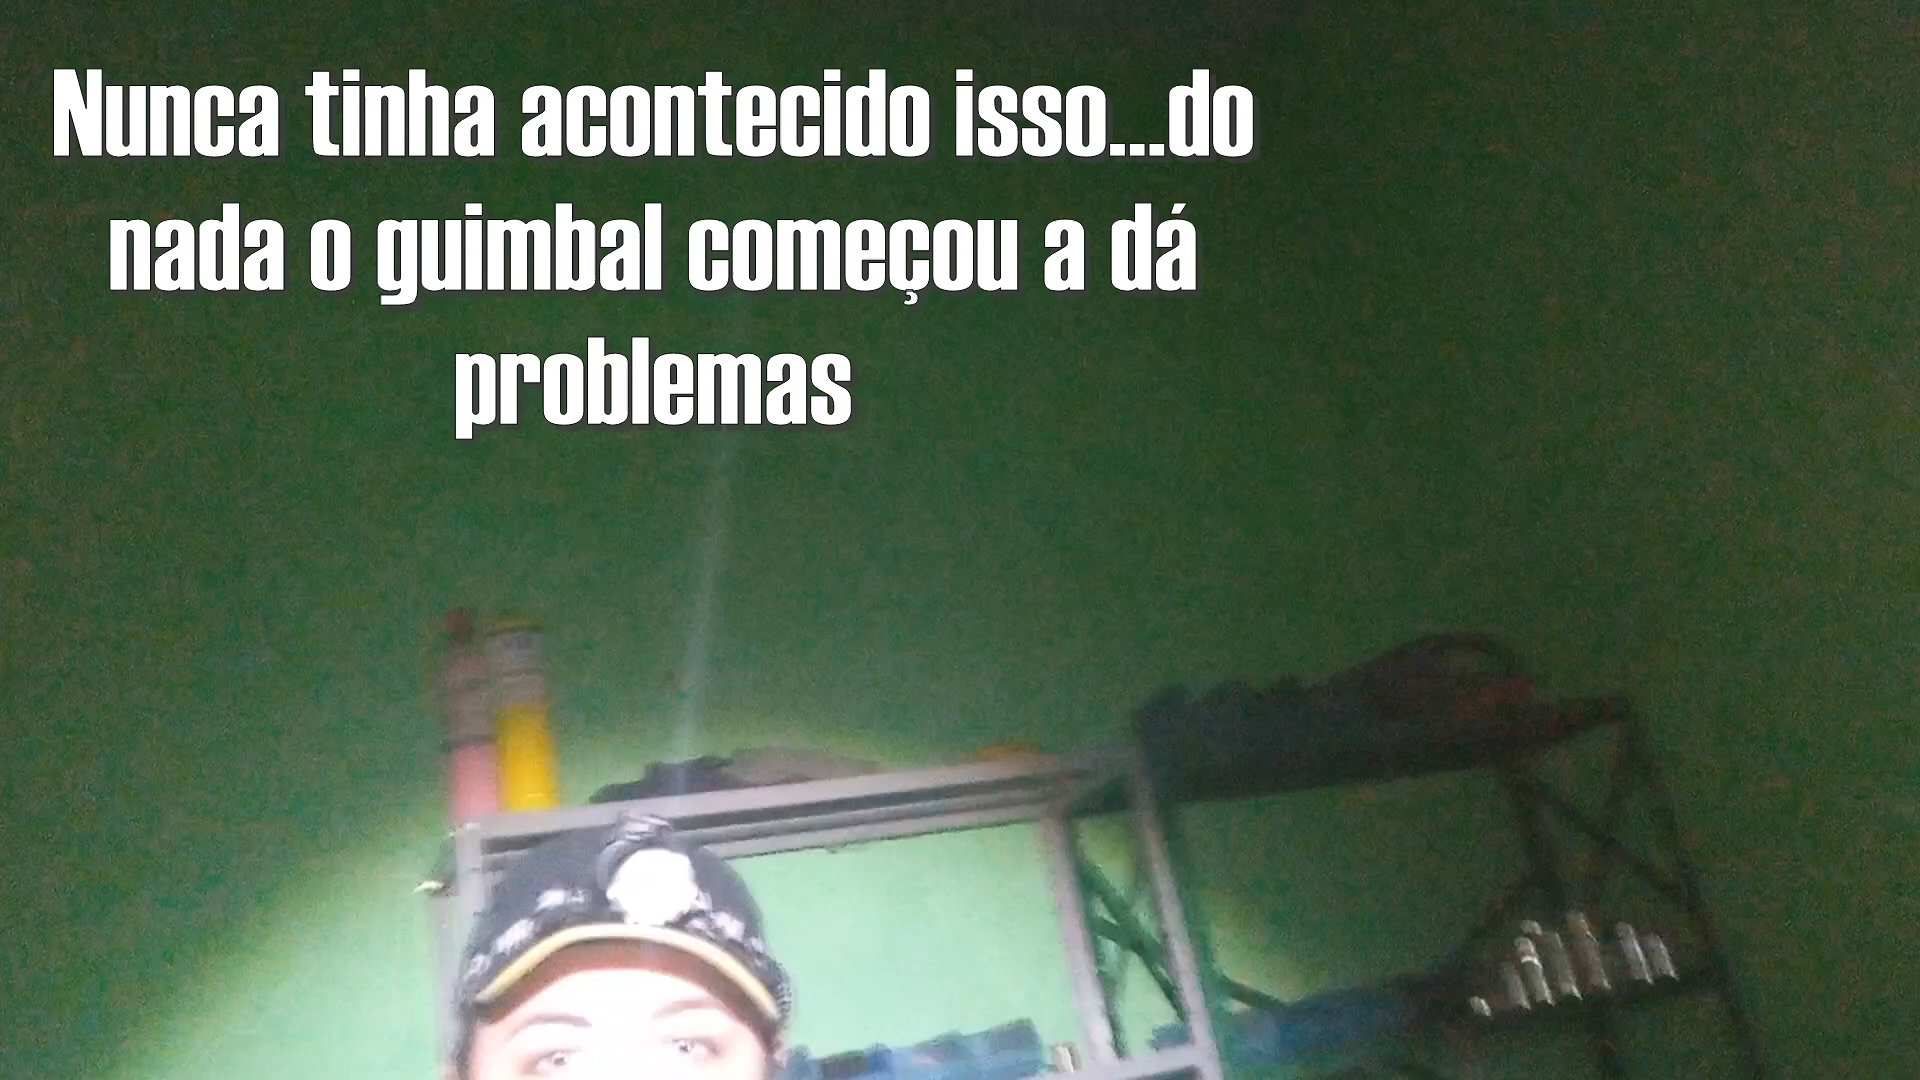 Nunca tinha acontecido isso...do
nada o guimbal começou a dá
problemas